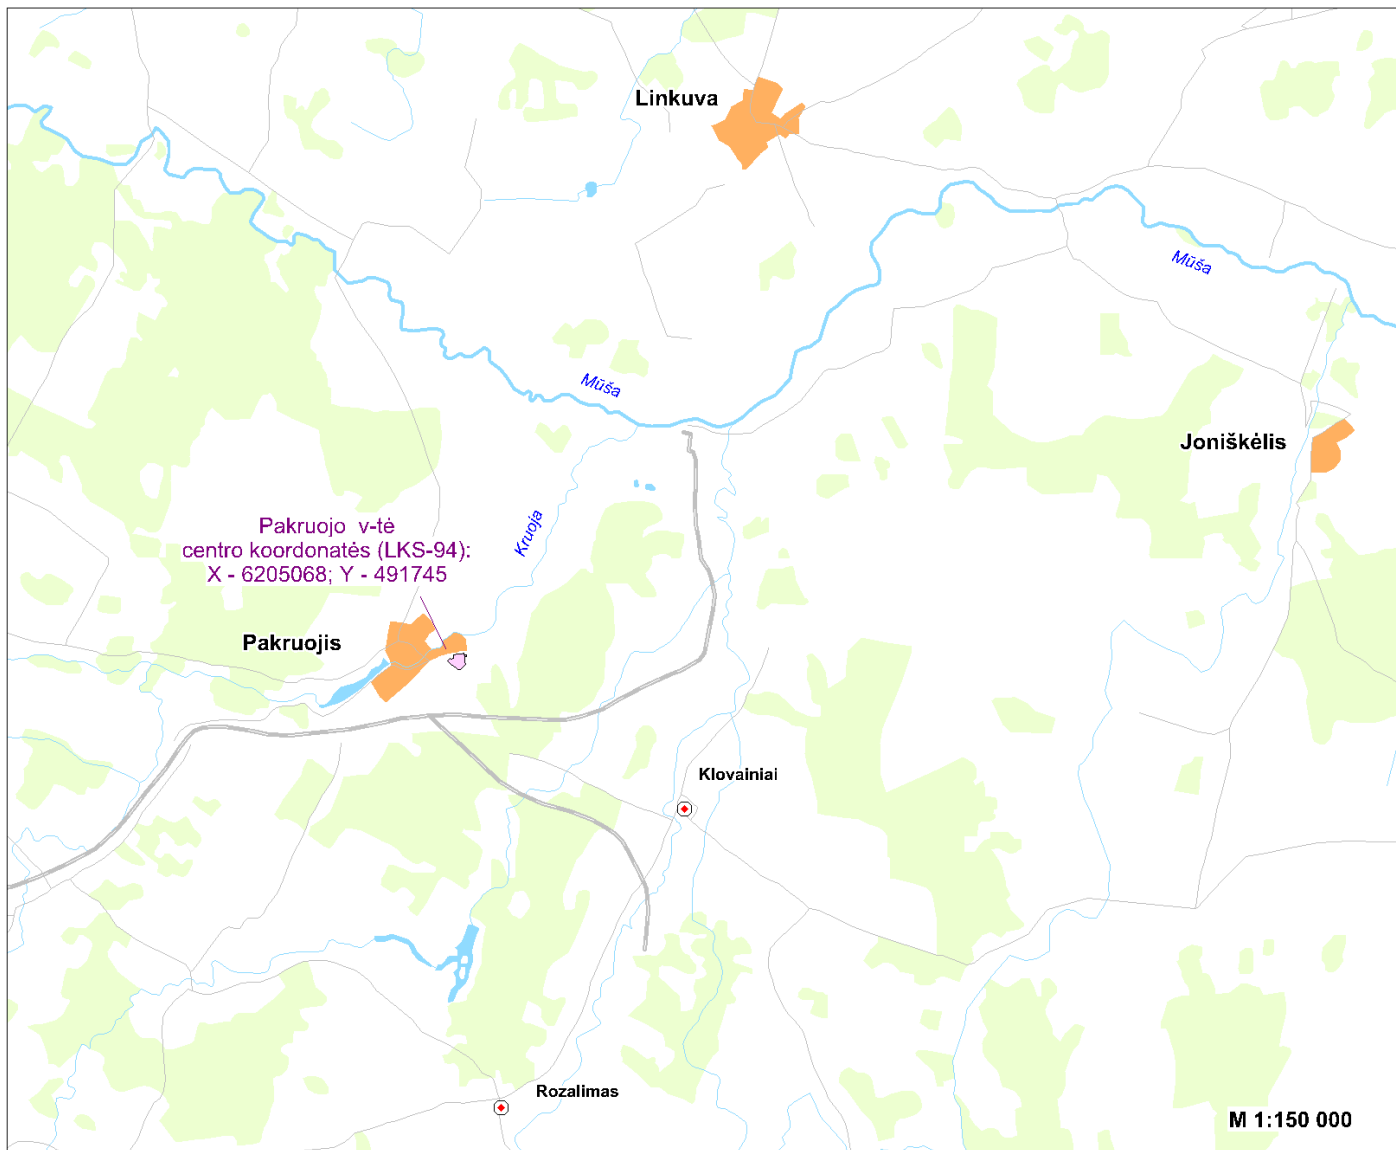 Linkuva
Mūša
Mūša
Joniškėlis
Pakruojo v-tė
centro koordonatės (LKS-94):
X - 6205068; Y - 491745
Kruoja
Pakruojis
Klovainiai
Rozalimas
M 1:150 000